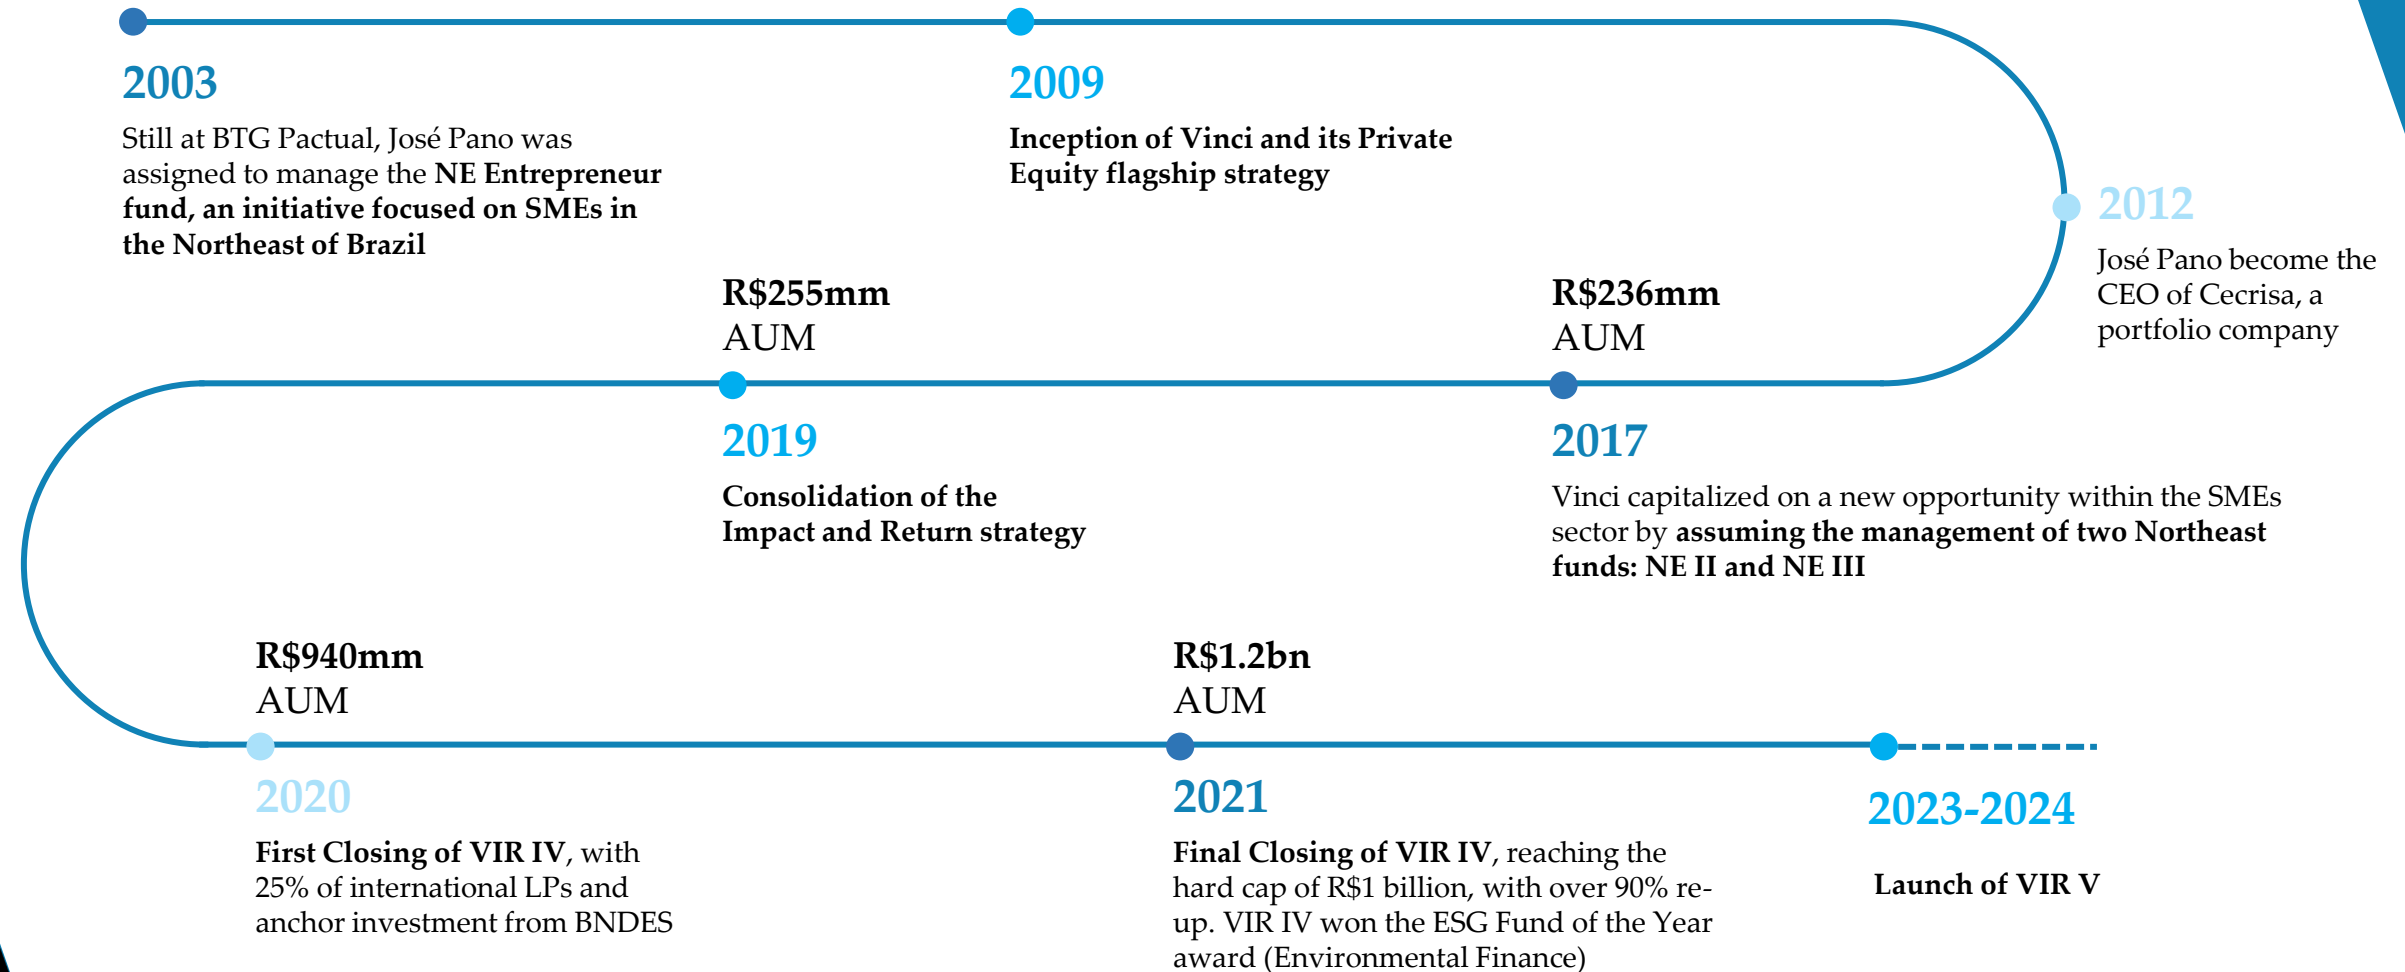 2003
Still at BTG Pactual, José Pano was
assigned to manage the NE Entrepreneur
fund, an initiative focused on SMEs in
the Northeast of Brazil
2009
Inception of Vinci and its Private
Equity flagship strategy
2012
José Pano become the
CEO of Cecrisa, a
portfolio company
R$236mm
AUM
2017
Vinci capitalized on a new opportunity within the SMEs
sector by assuming the management of two Northeast
funds: NE II and NE III
R$255mm
AUM
2019
Consolidation of the
Impact and Return strategy
R$940mm
AUM
2020
First Closing of VIR IV, with
25% of international LPs and
anchor investment from BNDES
R$1.2bn
AUM
2021
Final Closing of VIR IV, reaching the
hard cap of R$1 billion, with over 90% re-
up. VIR IV won the ESG Fund of the Year
award (Environmental Finance)
2023-2024
Launch of VIR V